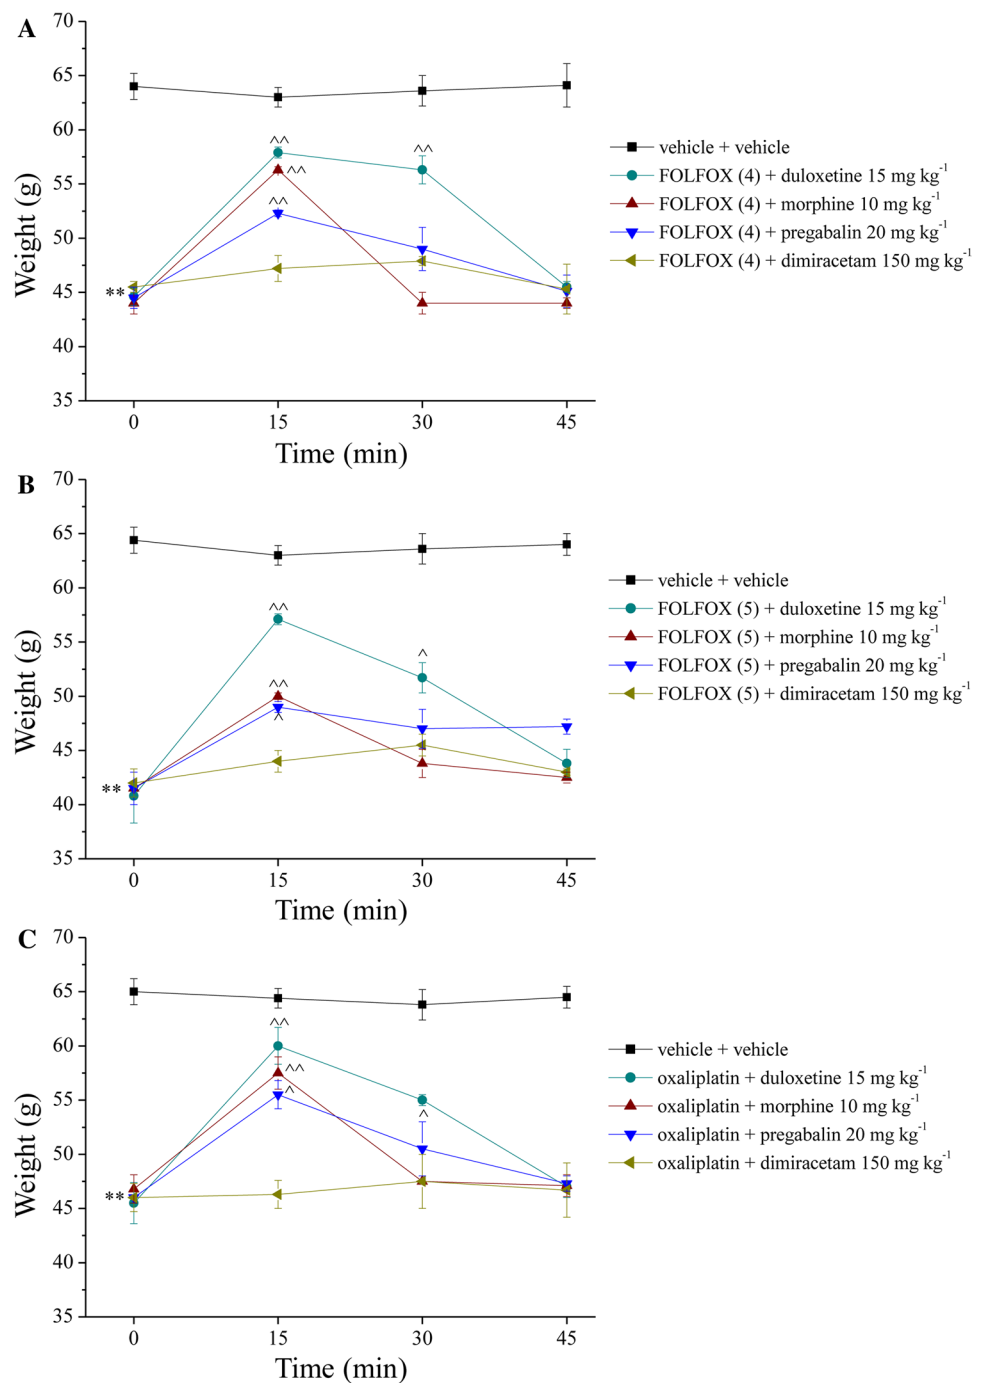 A
70
65
60
55
50
45
40
35
Weight (g)
^^
^^
^^
^^
**
0 15 30 45
Time (min)
vehicle + vehicle
FOLFOX (4) + duloxetine 15 mg kg⁻¹
FOLFOX (4) + morphine 10 mg kg⁻¹
FOLFOX (4) + pregabalin 20 mg kg⁻¹
FOLFOX (4) + dimiracetam 150 mg kg⁻¹
B
70
65
60
55
50
45
40
35
Weight (g)
^^
^
^^
^
**
0 15 30 45
Time (min)
vehicle + vehicle
FOLFOX (5) + duloxetine 15 mg kg⁻¹
FOLFOX (5) + morphine 10 mg kg⁻¹
FOLFOX (5) + pregabalin 20 mg kg⁻¹
FOLFOX (5) + dimiracetam 150 mg kg⁻¹
C
70
65
60
55
50
45
40
35
Weight (g)
^^
^^
^
^
**
0 15 30 45
Time (min)
vehicle + vehicle
oxaliplatin + duloxetine 15 mg kg⁻¹
oxaliplatin + morphine 10 mg kg⁻¹
oxaliplatin + pregabalin 20 mg kg⁻¹
oxaliplatin + dimiracetam 150 mg kg⁻¹